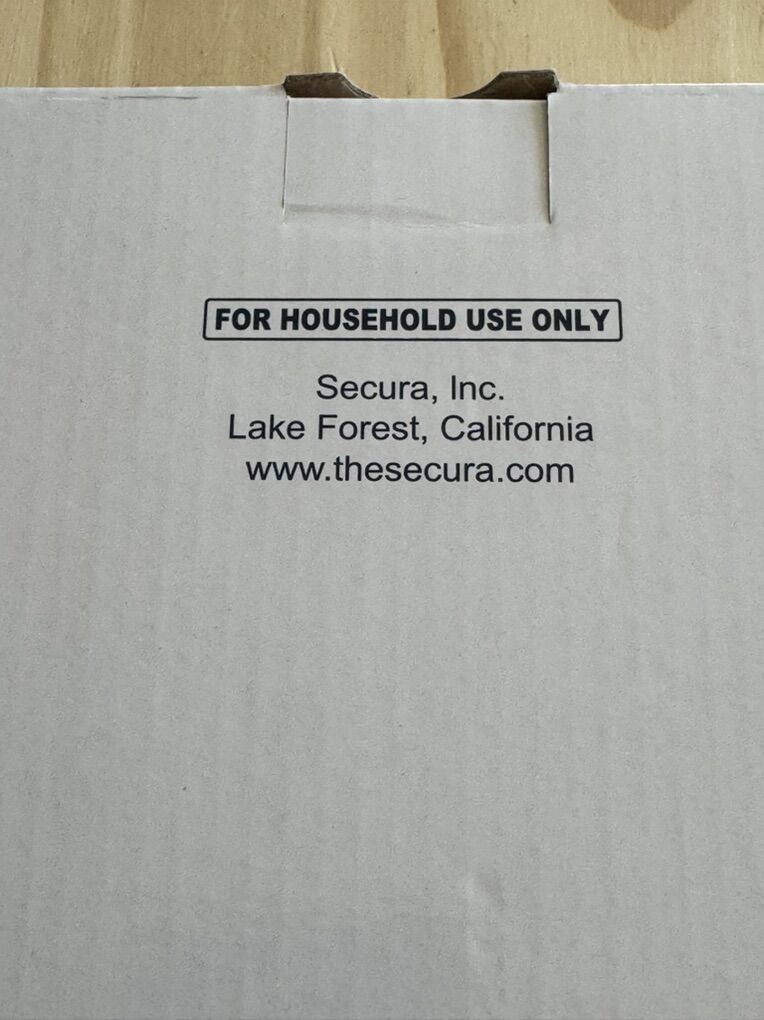 FOR HOUSEHOLD USE ONLY
Secura, Inc.
Lake Forest, California
www.thesecura.com